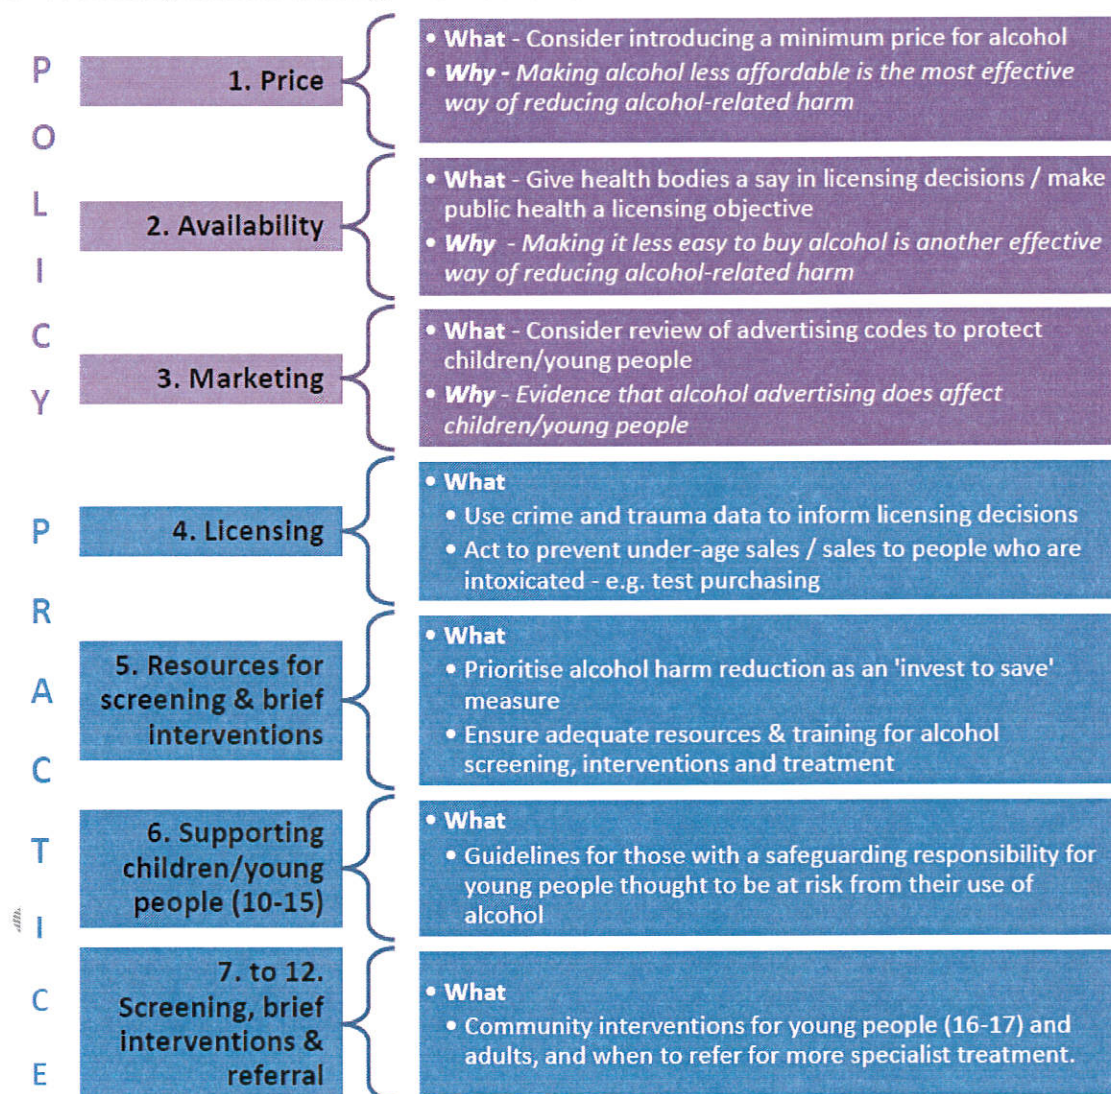 POLICY
1. Price
• What - Consider introducing a minimum price for alcohol
• Why - Making alcohol less affordable is the most effective
way of reducing alcohol-related harm
2. Availability
• What - Give health bodies a say in licensing decisions / make
public health a licensing objective
• Why - Making it less easy to buy alcohol is another effective
way of reducing alcohol-related harm
3. Marketing
• What - Consider review of advertising codes to protect
children/young people
• Why - Evidence that alcohol advertising does affect
children/young people
PRACTICE
4. Licensing
• What
• Use crime and trauma data to inform licensing decisions
• Act to prevent under-age sales / sales to people who are
intoxicated - e.g. test purchasing
5. Resources for
screening & brief
interventions
• What
• Prioritise alcohol harm reduction as an 'invest to save'
measure
• Ensure adequate resources & training for alcohol
screening, interventions and treatment
6. Supporting
children/young
people (10-15)
• What
• Guidelines for those with a safeguarding responsibility for
young people thought to be at risk from their use of
alcohol
7. to 12.
Screening, brief
interventions &
referral
• What
• Community interventions for young people (16-17) and
adults, and when to refer for more specialist treatment.